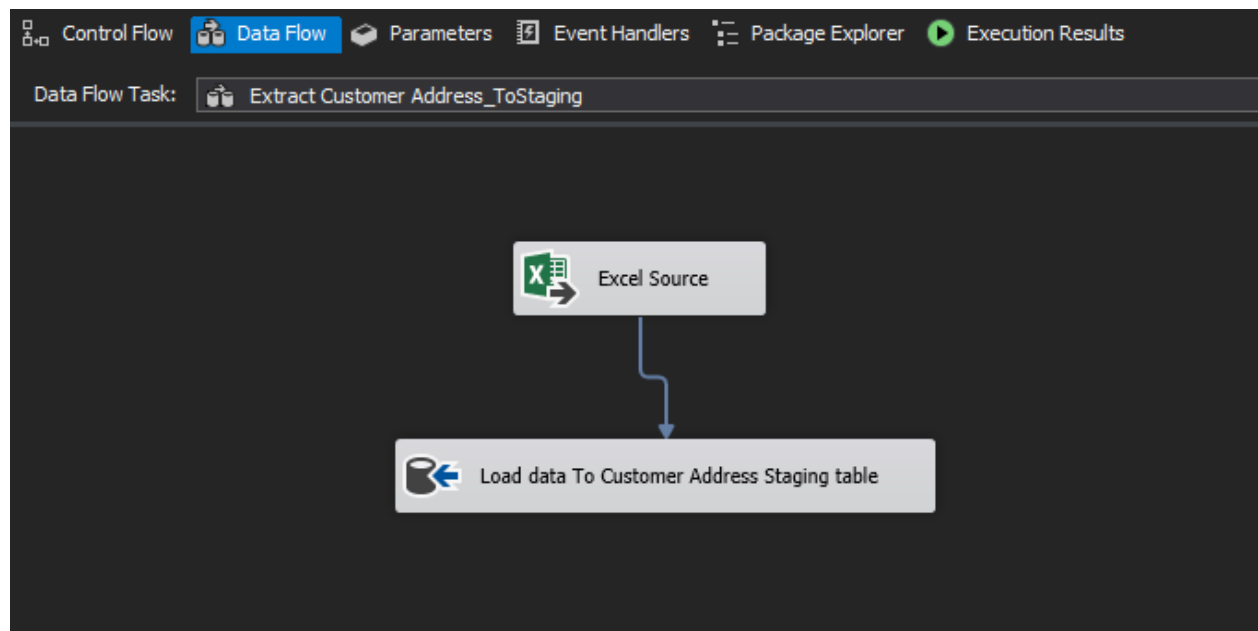 Control Flow Data Flow Parameters Event Handlers Package Explorer Execution Results
Data Flow Task: Extract Customer Address_ToStaging
Excel Source
Load data To Customer Address Staging table